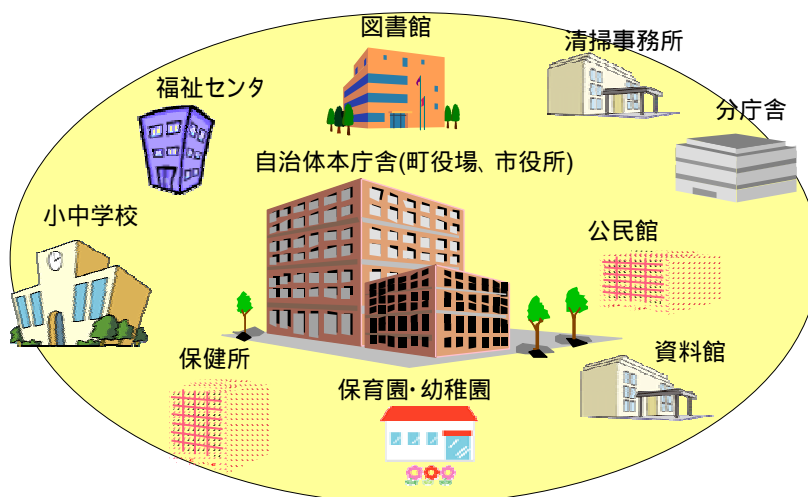 図書館
清掃事務所
福祉センタ
分庁舎
自治体本庁舎(町役場、市役所)
小中学校
公民館
保健所
資料館
保育園・幼稚園